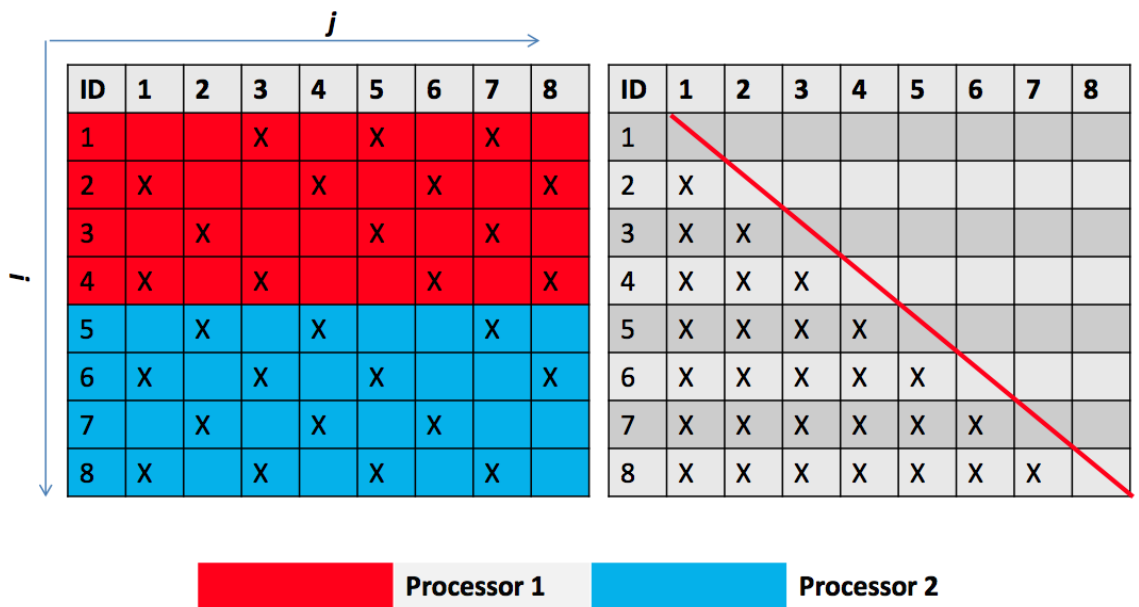 j
i
ID 1 2 3 4 5 6 7 8
1 X X X
2 X X X X
3 X X X
4 X X X X
5 X X X
6 X X X X
7 X X X
8 X X X X
ID 1 2 3 4 5 6 7 8
1
2 X
3 X X
4 X X X
5 X X X X
6 X X X X X
7 X X X X X X
8 X X X X X X X
Processor 1 Processor 2